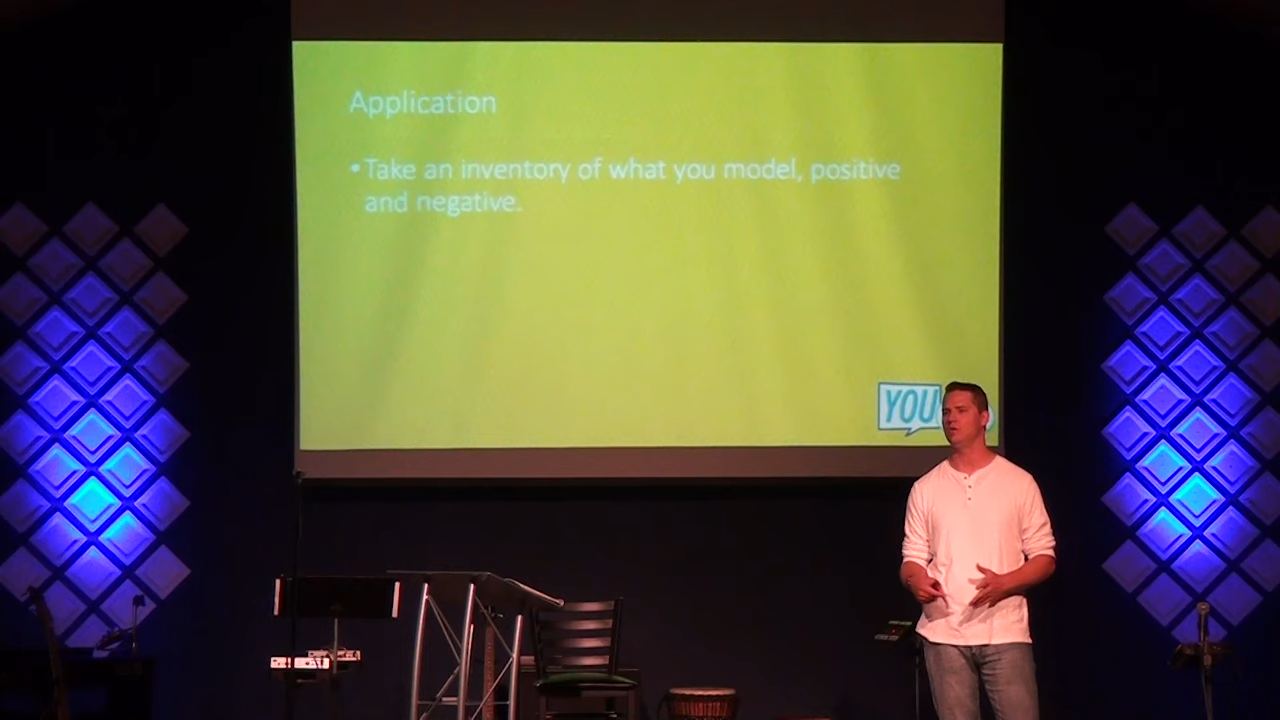 Application
• Take an inventory of what you model, positive
and negative.
YOU